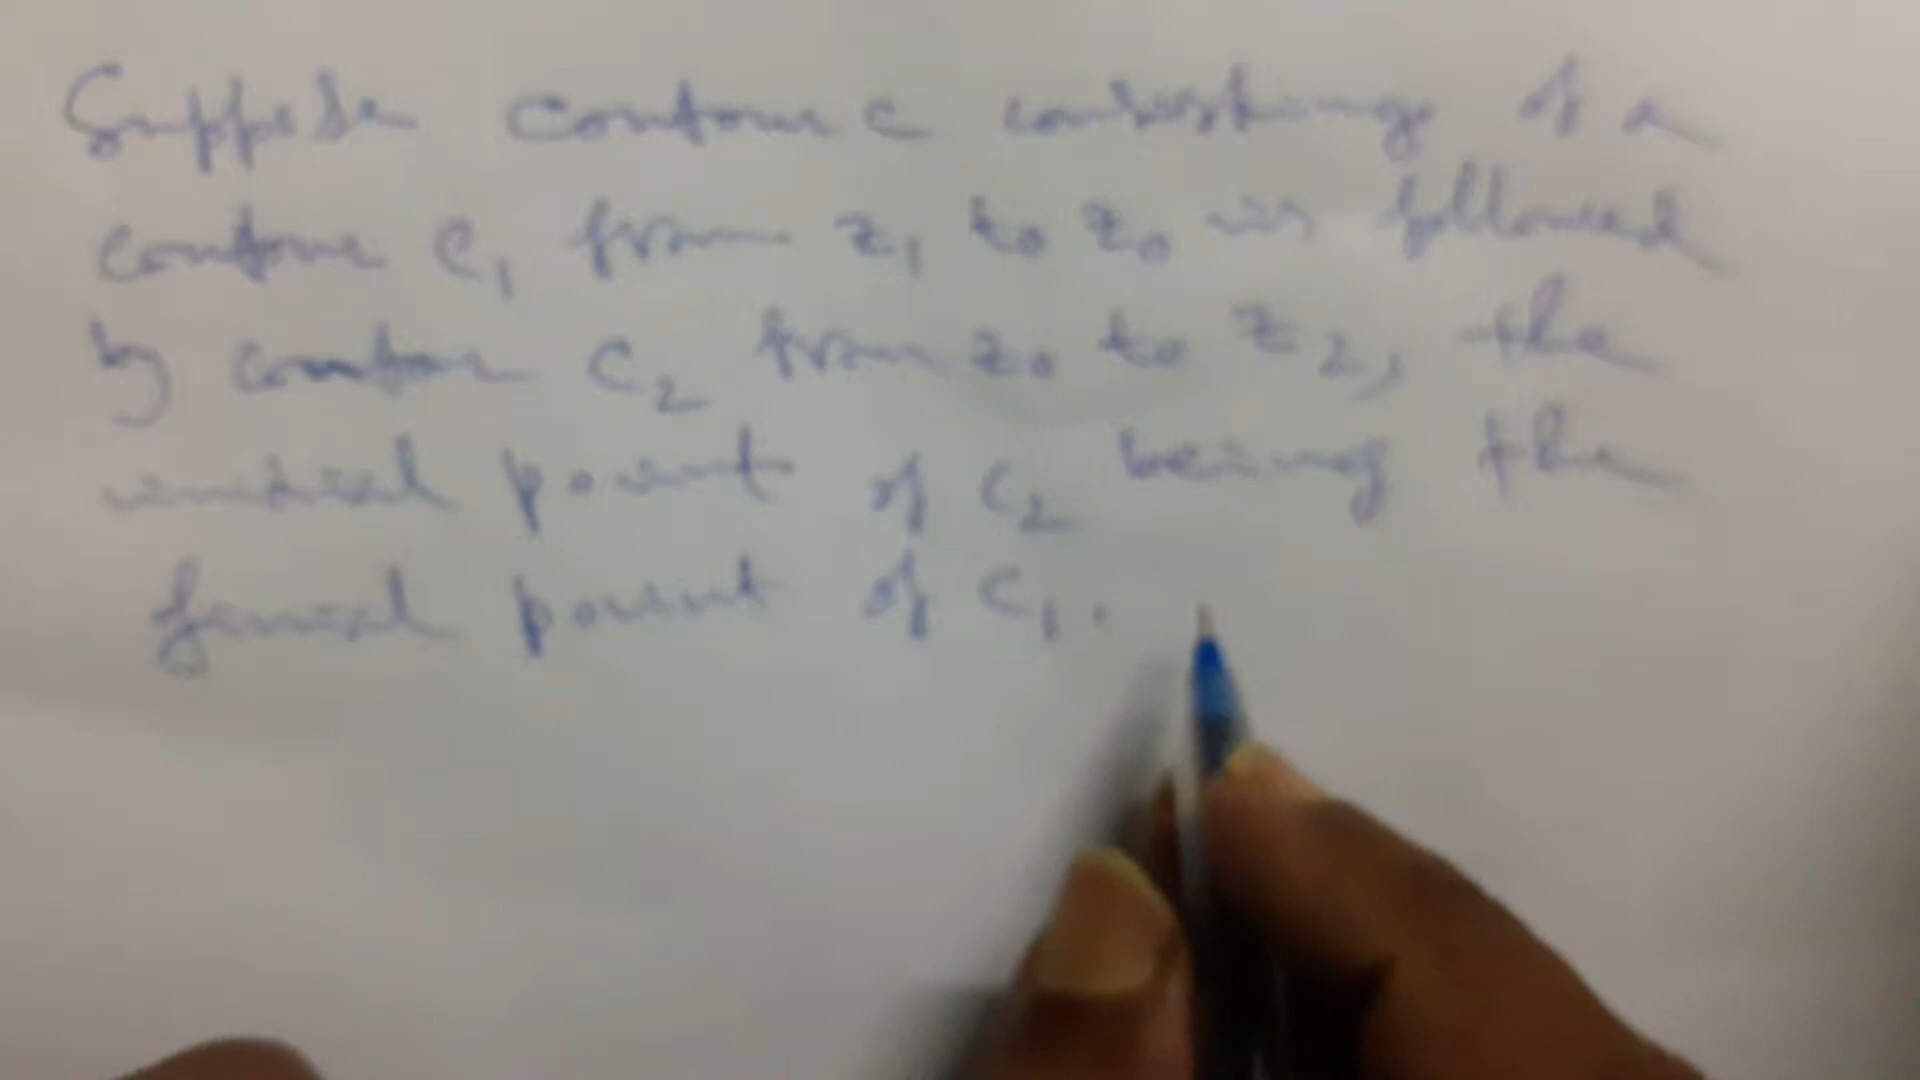 Suppose contour c consisting of a
contour c₁ from z₁ to z₀ is followed
by contour c₂ from z₀ to z₂, the
initial point of c₂ being the
final point of c₁.